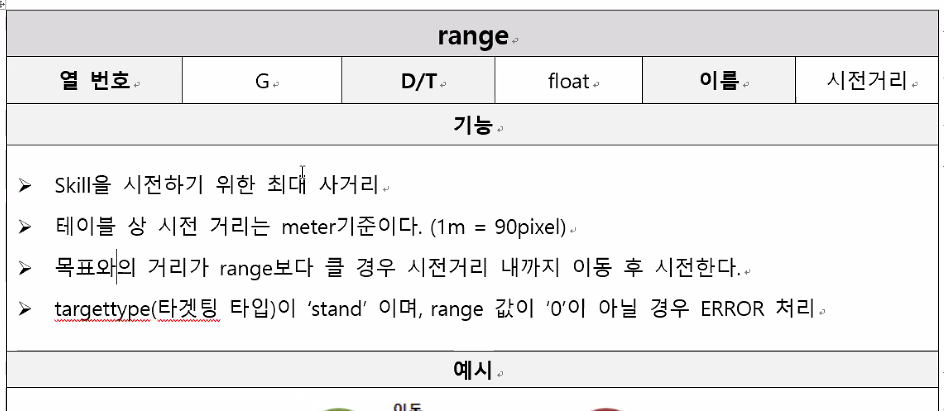 range
열 번호 G D/T float 이름 시전거리
기능
➢ Skill을 시전하기 위한 최대 사거리
➢ 테이블 상 시전 거리는 meter기준이다. (1m = 90pixel)
➢ 목표와의 거리가 range보다 클 경우 시전거리 내까지 이동 후 시전한다.
➢ targettype(타겟팅 타입)이 ‘stand’ 이며, range 값이 ‘0’이 아닐 경우 ERROR 처리
예시
이동